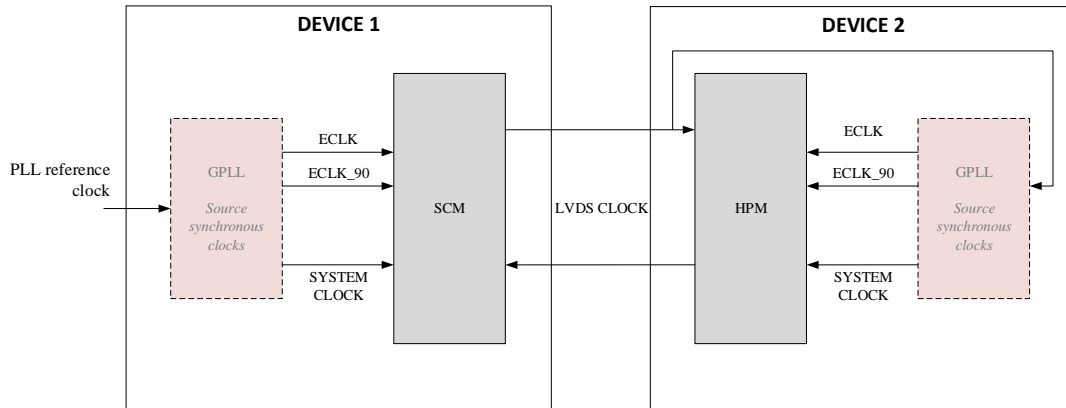 DEVICE 1
DEVICE 2
PLL reference
clock
GPLL
Source
synchronous
clocks
ECLK
ECLK_90
SYSTEM
CLOCK
SCM
LVDS CLOCK
HPM
ECLK
ECLK_90
SYSTEM
CLOCK
GPLL
Source
synchronous
clocks